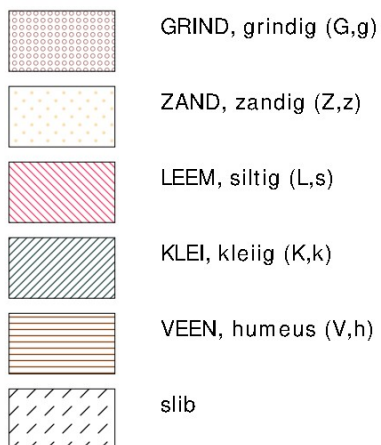 GRIND, grindig (G,g)
ZAND, zandig (Z,z)
LEEM, siltig (L,s)
KLEI, kleiig (K,k)
VEEN, humeus (V,h)
slib